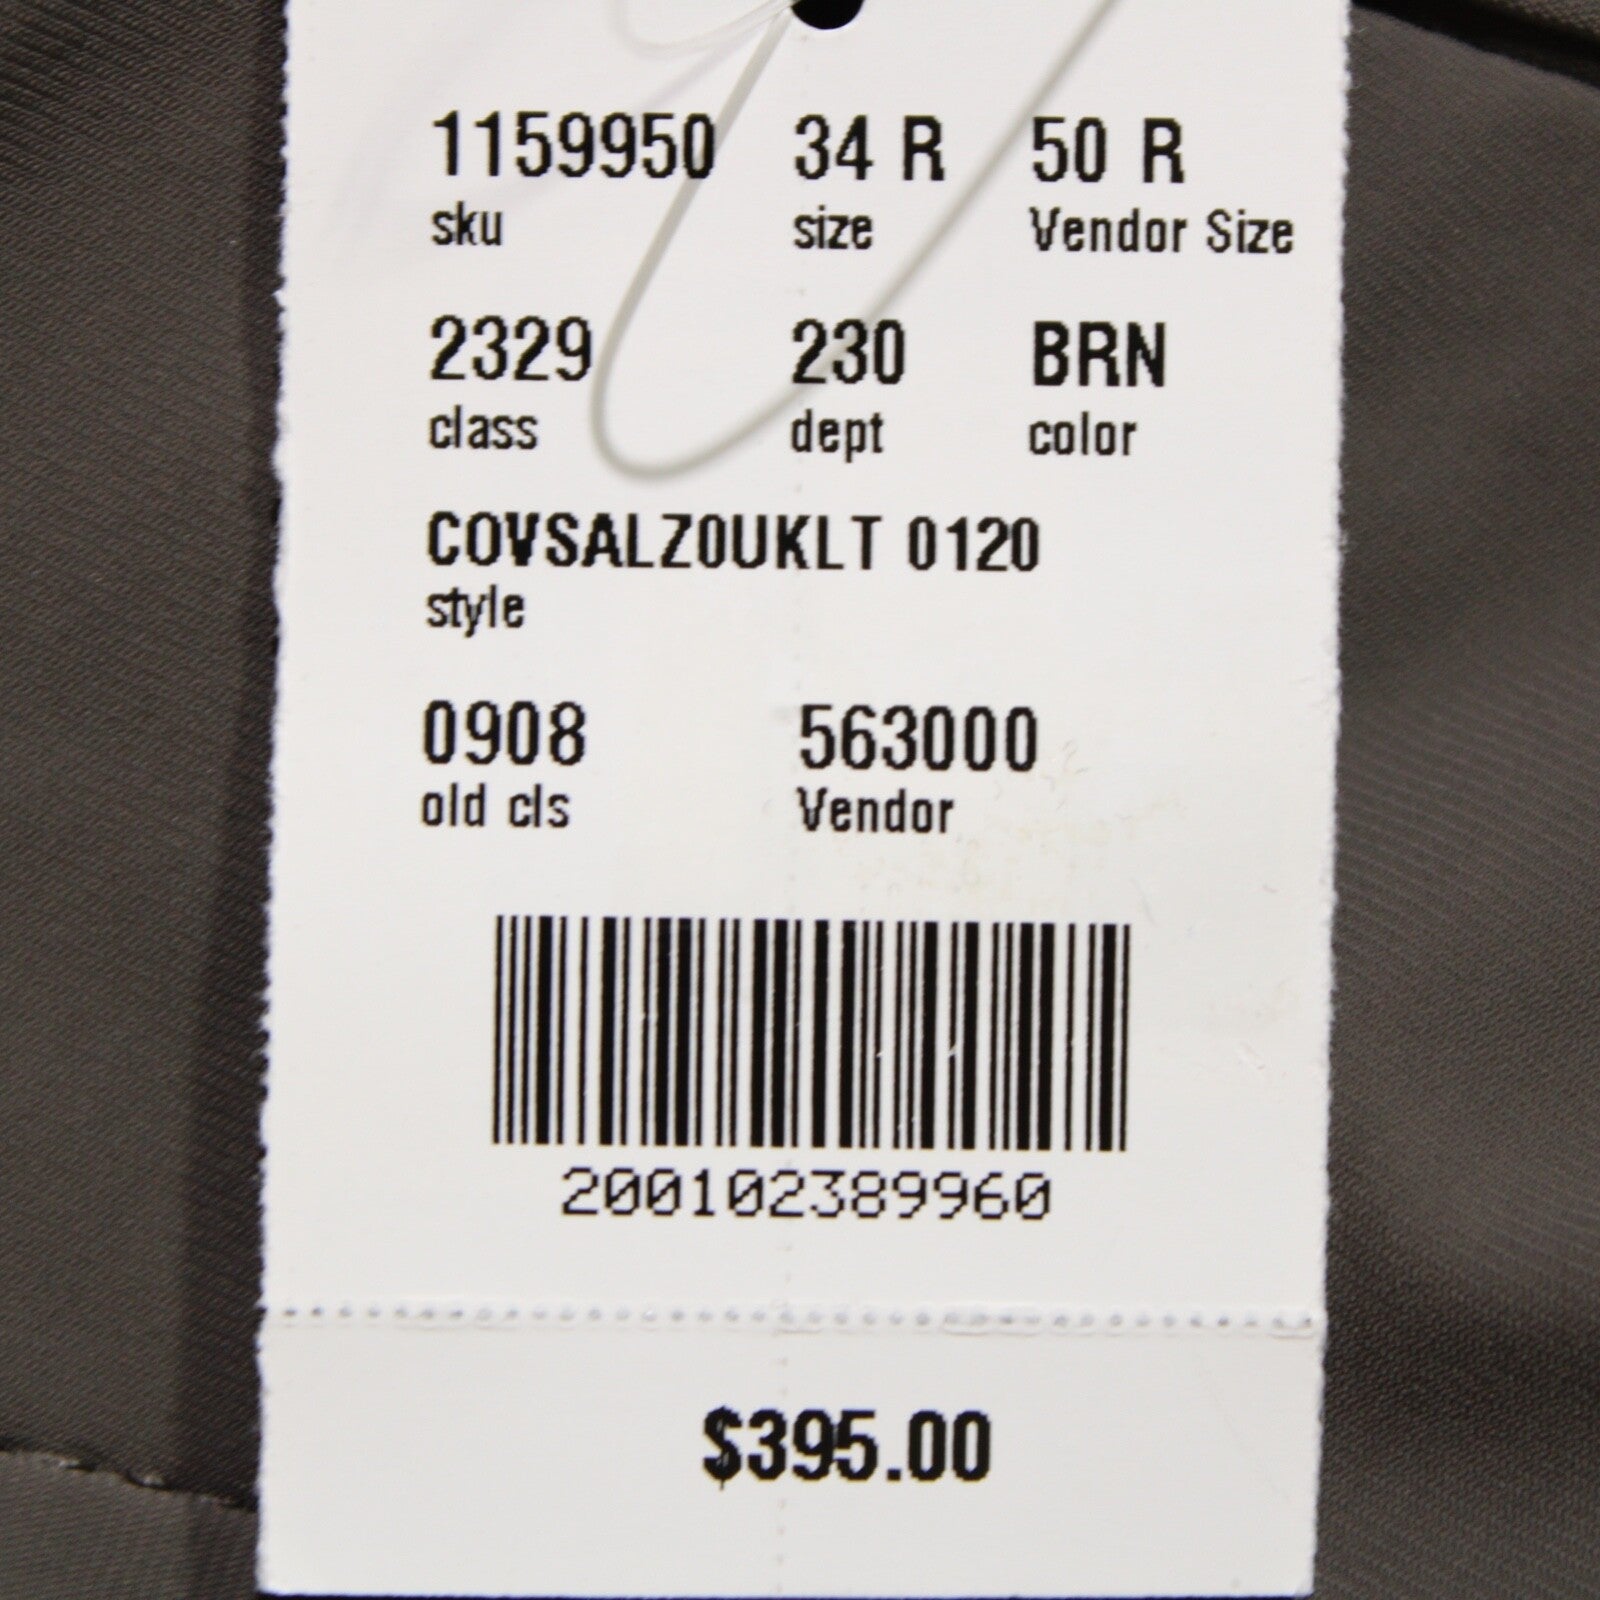 1159950 34 R 50 R
sku size Vendor Size
2329 230 BRN
class dept color
COVSALZ0UKLT 0120
style
0908 563000
old cls Vendor
200102389960
$395.00